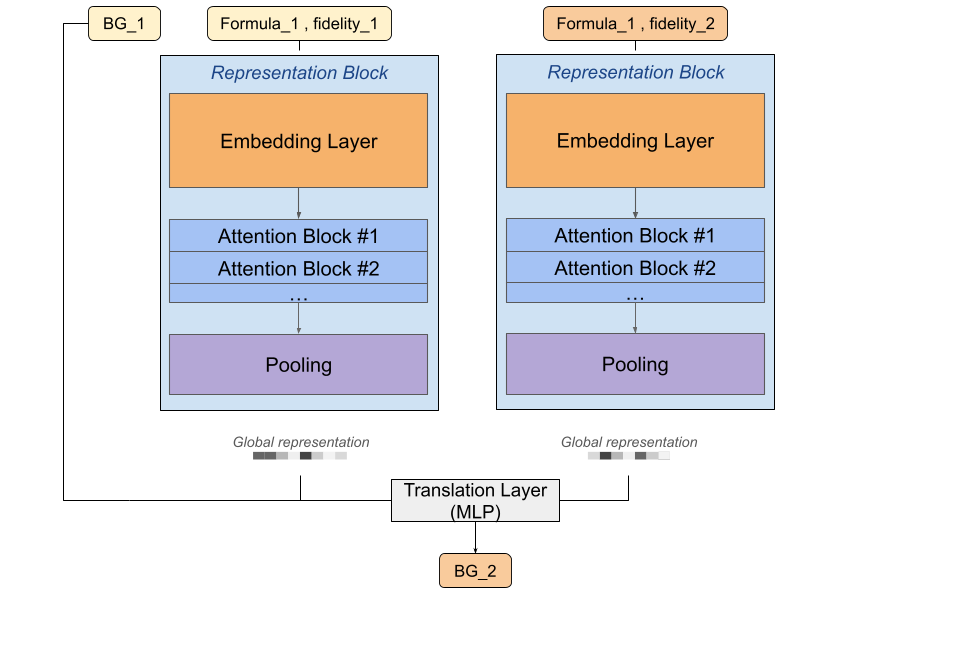 BG_1
Formula_1 , fidelity_1
Formula_1 , fidelity_2
Representation Block
Embedding Layer
Attention Block #1
Attention Block #2
...
Pooling
Global representation
Representation Block
Embedding Layer
Attention Block #1
Attention Block #2
...
Pooling
Global representation
Translation Layer
(MLP)
BG_2